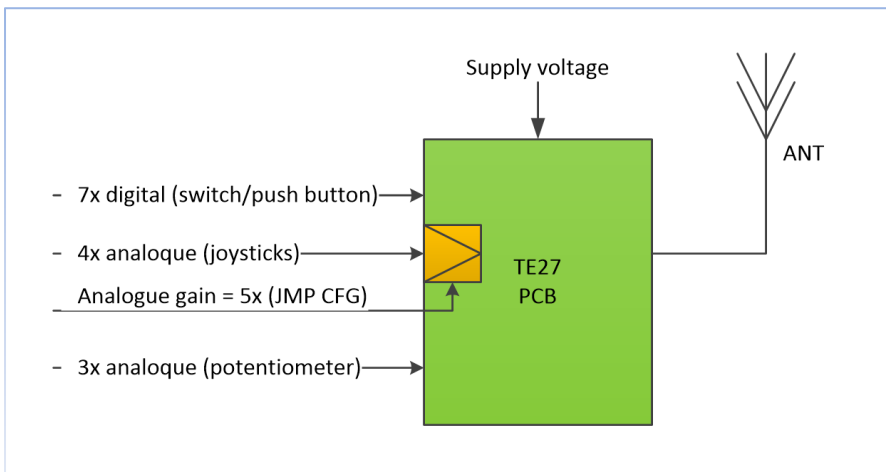 Supply voltage
ANT
- 7x digital (switch/push button)
- 4x analoque (joysticks)
TE27
PCB
Analogue gain = 5x (JMP CFG)
- 3x analoque (potentiometer)